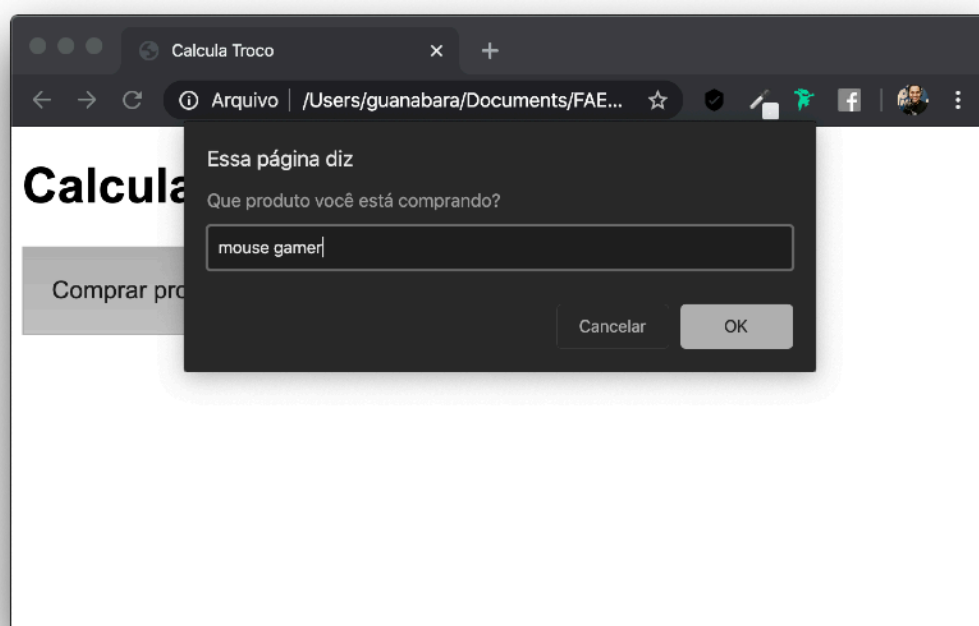 Calcula Troco
Arquivo /Users/guanabara/Documents/FAE...
Essa página diz
Que produto você está comprando?
mouse gamer
Cancelar OK
Calcula
Comprar pro